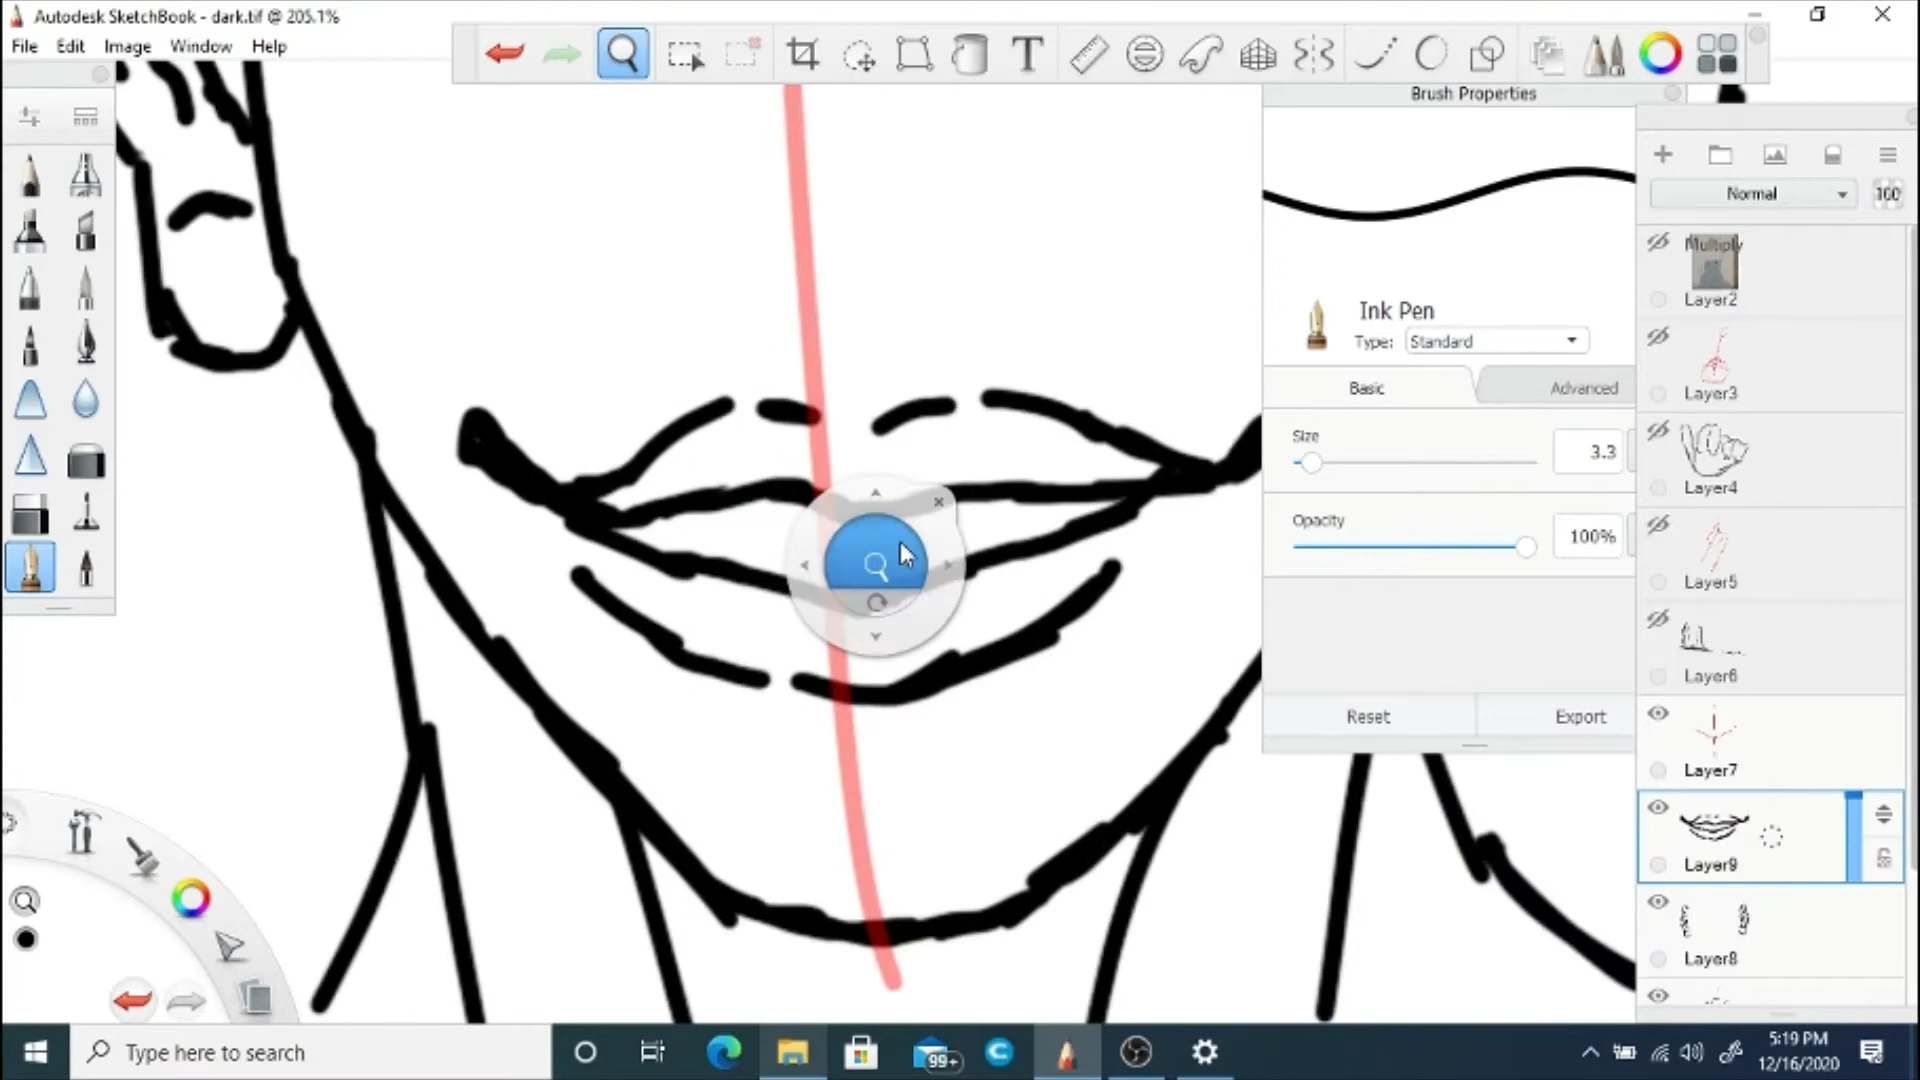 Autodesk SketchBook - dark.tif @ 205.1%
File Edit Image Window Help
T
Brush Properties
Ink Pen
Type: Standard
Basic Advanced
Size
3.3
Opacity
100%
Reset Export
Normal 100
Multiply
Layer2
Layer3
Layer4
Layer5
Layer6
Layer7
Layer9
Layer8
Type here to search
99+
5:19 PM
12/16/2020